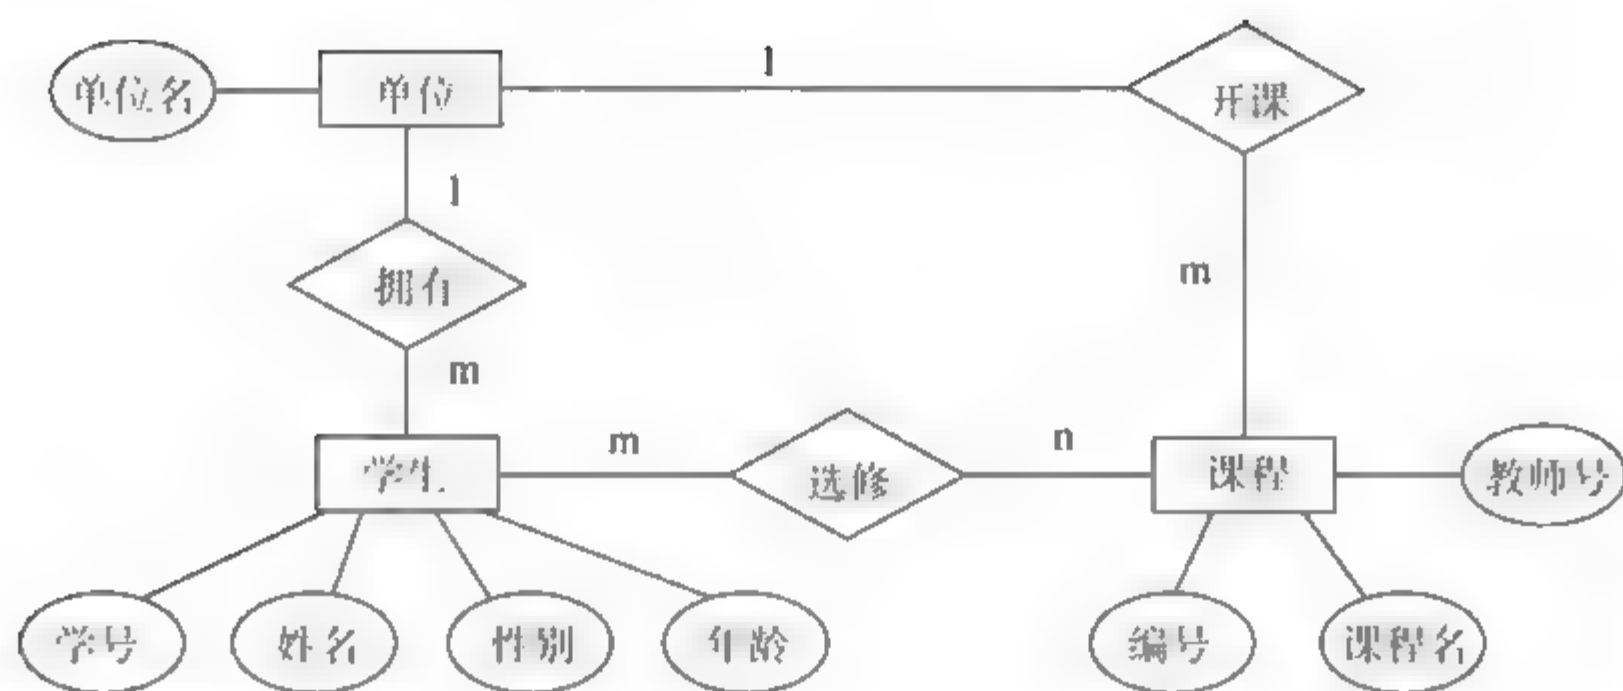 单位名
单位
1
开课
1
拥有
m
m
学生
m
选修
n
课程
教师号
学号
姓名
性别
年龄
编号
课程名